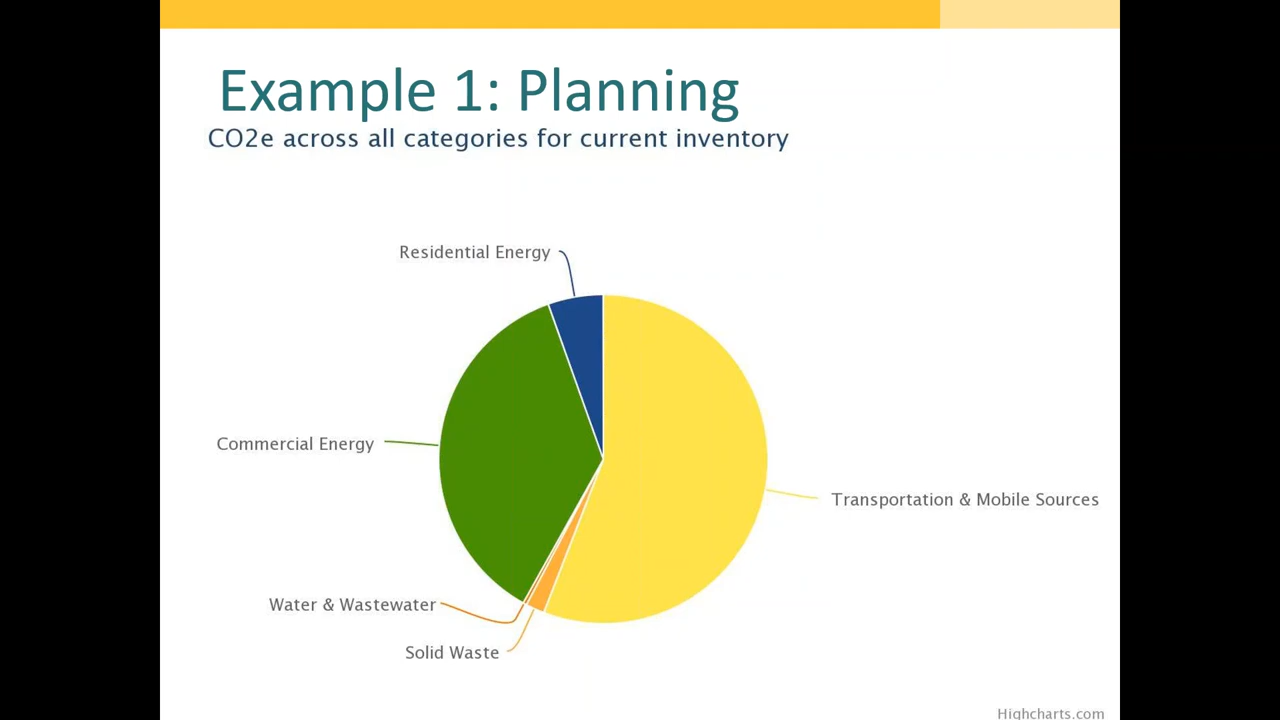 Example 1: Planning
CO2e across all categories for current inventory
Residential Energy
Commercial Energy
Transportation & Mobile Sources
Water & Wastewater
Solid Waste
Highcharts.com